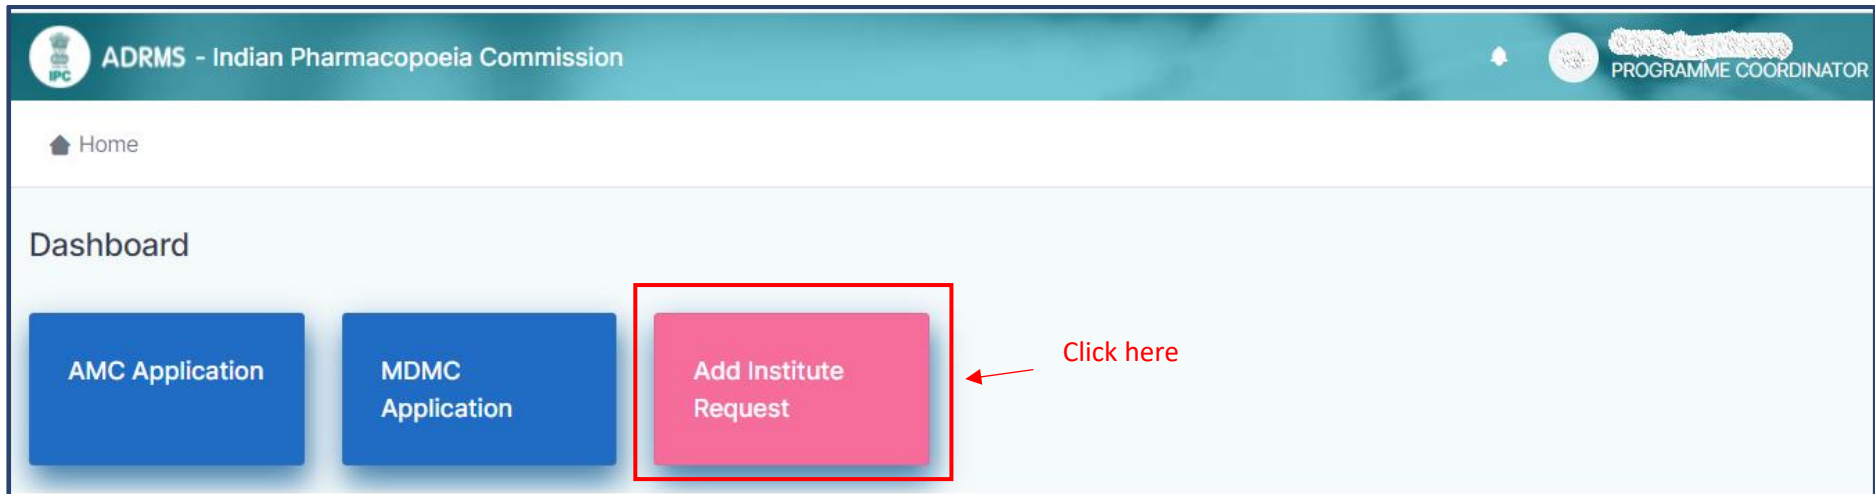 IPC
ADRMS - Indian Pharmacopoeia Commission
PROGRAMME COORDINATOR
Home
Dashboard
AMC Application
MDMC
Application
Add Institute
Request
Click here